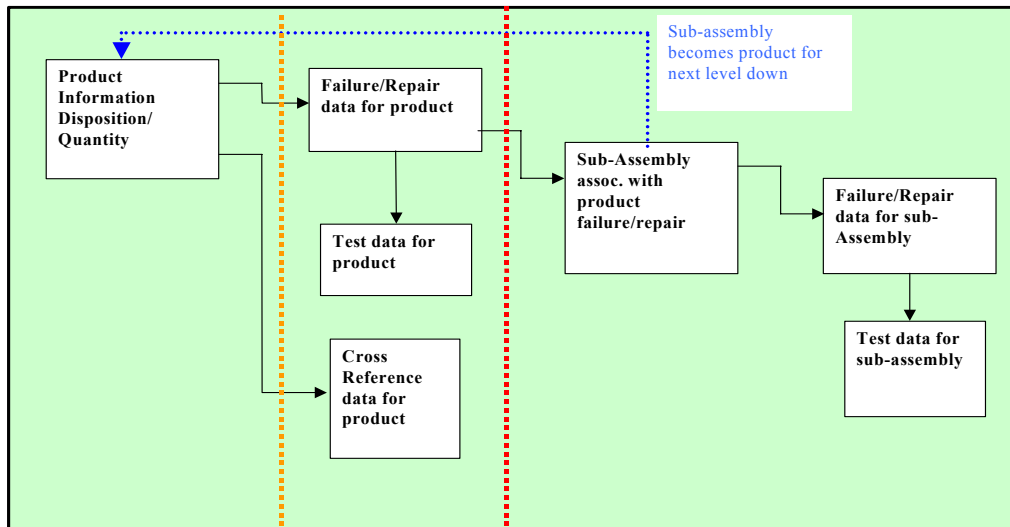 Sub-assembly
becomes product for
next level down
Product
Information
Disposition/
Quantity
Failure/Repair
data for product
Test data for
product
Cross
Reference
data for
product
Sub-Assembly
assoc. with
product
failure/repair
Failure/Repair
data for sub-
Assembly
Test data for
sub-assembly